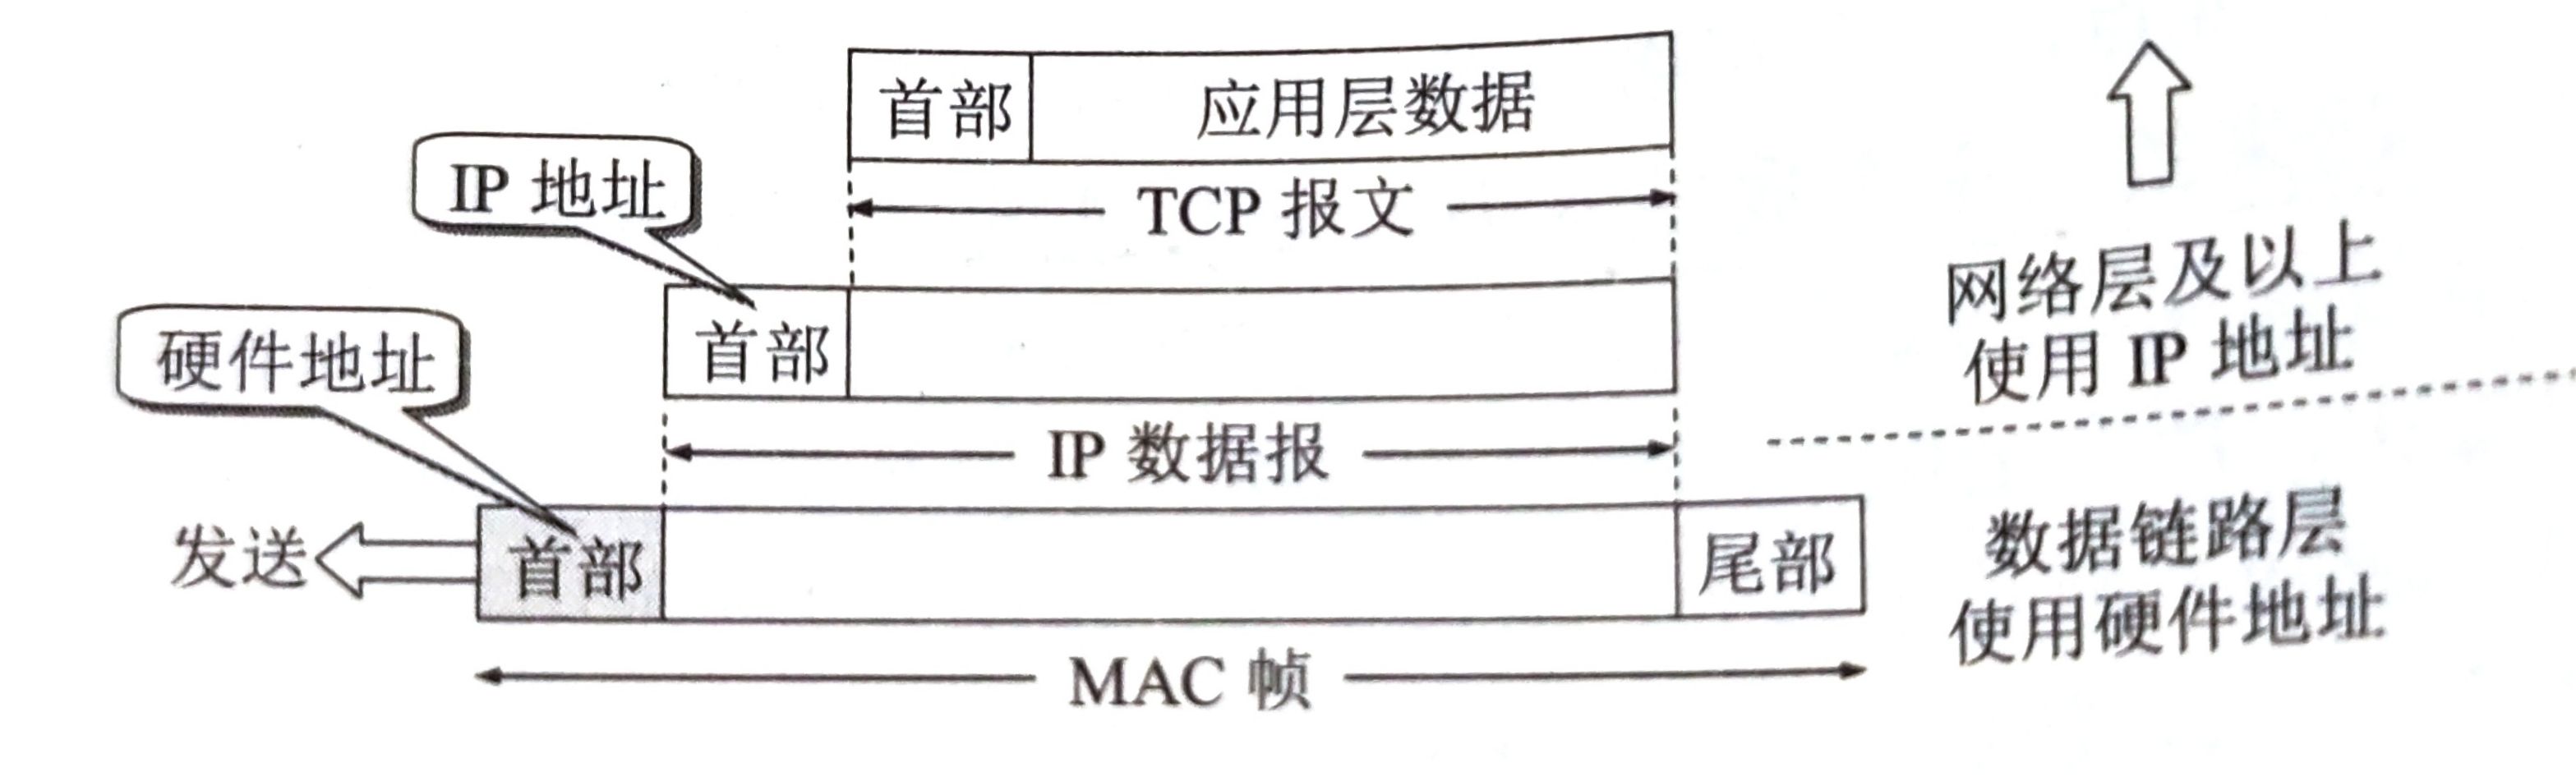 首部 应用层数据
IP 地址
TCP 报文
网络层及以上
使用 IP 地址
硬件地址
首部
IP 数据报
发送
首部
尾部
数据链路层
使用硬件地址
MAC 帧